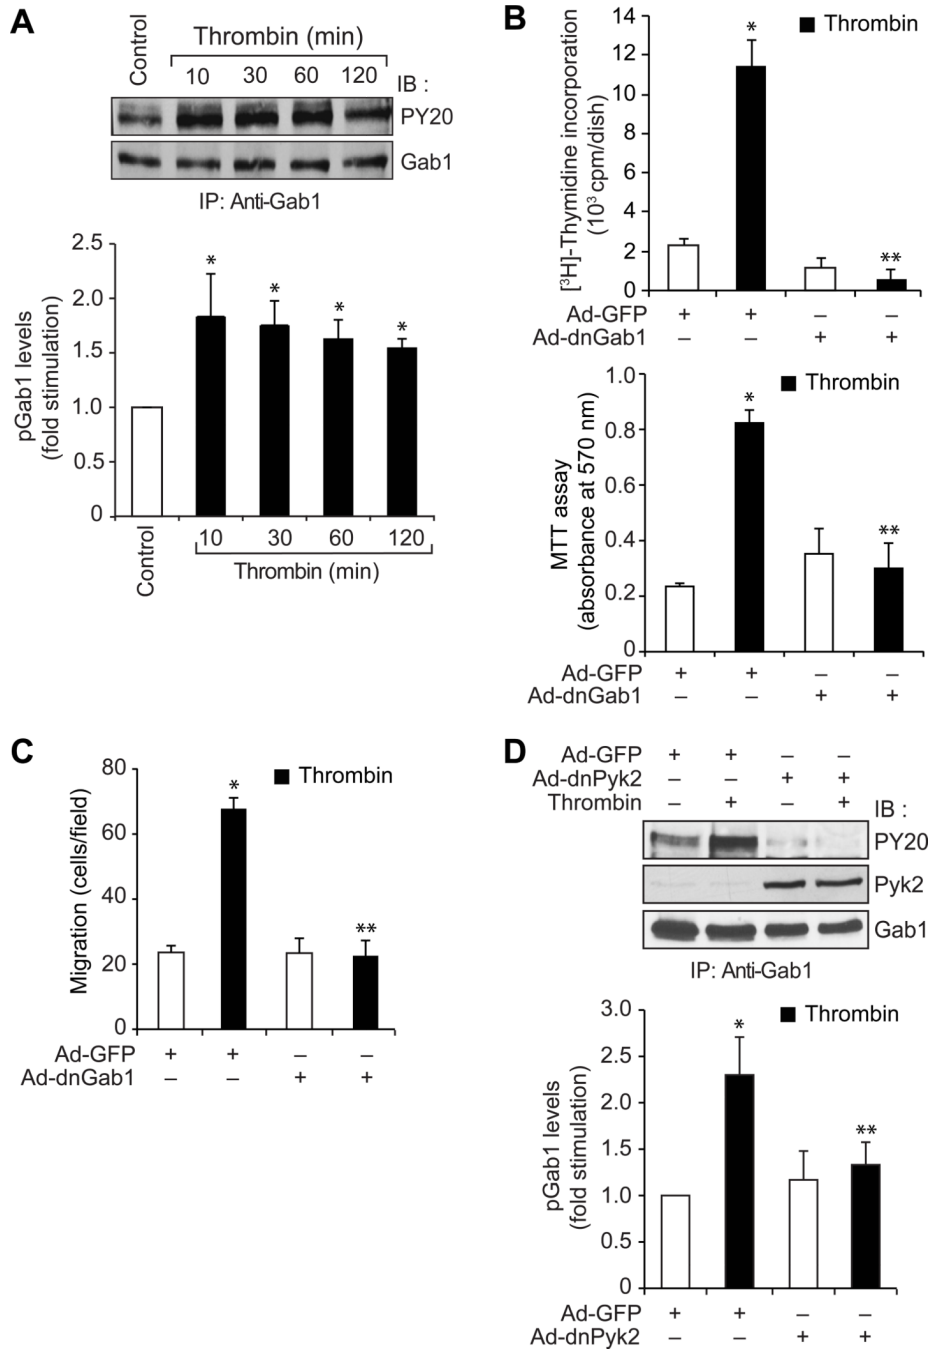 A
Control
Thrombin (min)
10 30 60 120
IB :
PY20
Gab1
IP: Anti-Gab1
pGab1 levels
(fold stimulation)
2.5
2.0
1.5
1.0
0.5
0
* * * *
Control
10 30 60 120
Thrombin (min)
B
[³H]-Thymidine incorporation
(10³ cpm/dish)
14
12
10
8
6
4
2
0
Thrombin
* **
Ad-GFP + + – –
Ad-dnGab1 – – + +
MTT assay
(absorbance at 570 nm)
1.0
0.8
0.6
0.4
0.2
0
Thrombin
* **
Ad-GFP + + – –
Ad-dnGab1 – – + +
C
Migration (cells/field)
80
60
40
20
0
Thrombin
* **
Ad-GFP + + – –
Ad-dnGab1 – – + +
D
Ad-GFP + + – –
Ad-dnPyk2 – – + +
Thrombin – + – +
IB :
PY20
Pyk2
Gab1
IP: Anti-Gab1
pGab1 levels
(fold stimulation)
3.0
2.5
2.0
1.5
1.0
0.5
0
Thrombin
* **
Ad-GFP + + – –
Ad-dnPyk2 – – + +